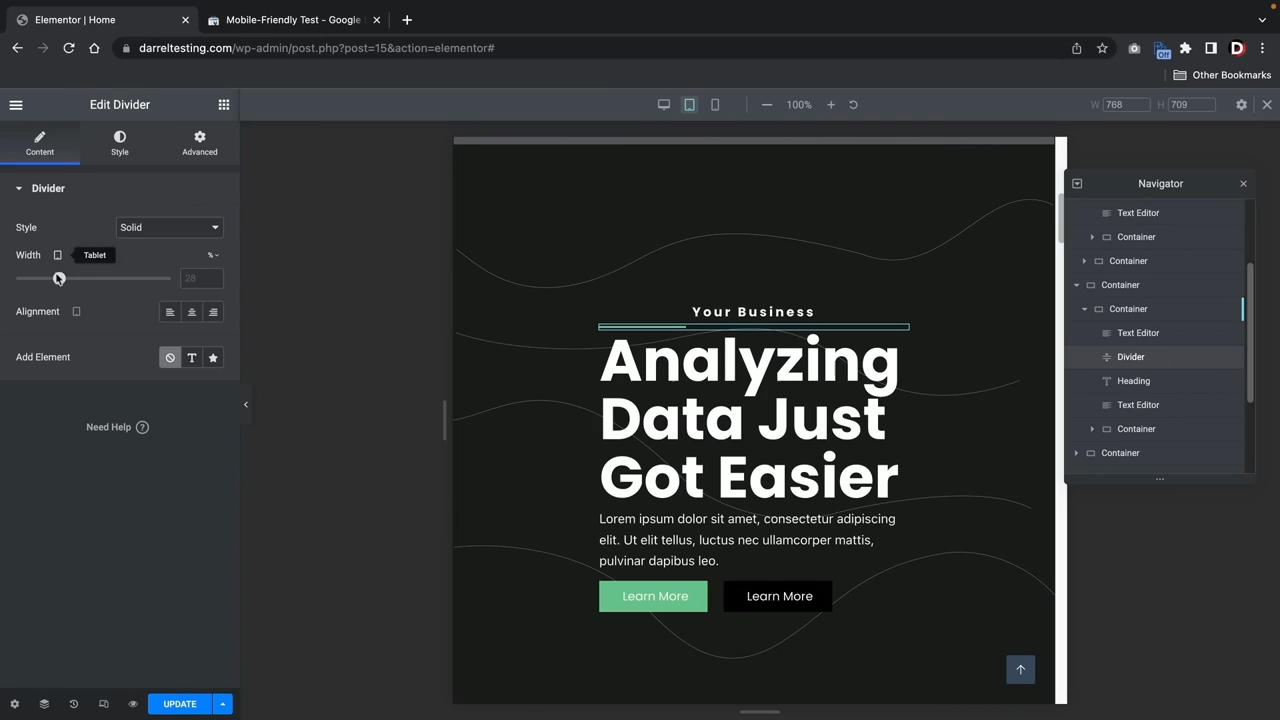 Elementor | Home
Mobile-Friendly Test - Google
darreltesting.com/wp-admin/post.php?post=15&action=elementor#
Off
D
Other Bookmarks
Edit Divider
100%
W 768
H 709
Content
Style
Advanced
Divider
Style
Solid
Width
Tablet
%
28
Alignment
Add Element
T
Need Help ?
Your Business
Analyzing
Data Just
Got Easier
Lorem ipsum dolor sit amet, consectetur adipiscing
elit. Ut elit tellus, luctus nec ullamcorper mattis,
pulvinar dapibus leo.
Learn More
Learn More
Navigator
Text Editor
Container
Container
Container
Container
Text Editor
Divider
Heading
Text Editor
Container
Container
UPDATE